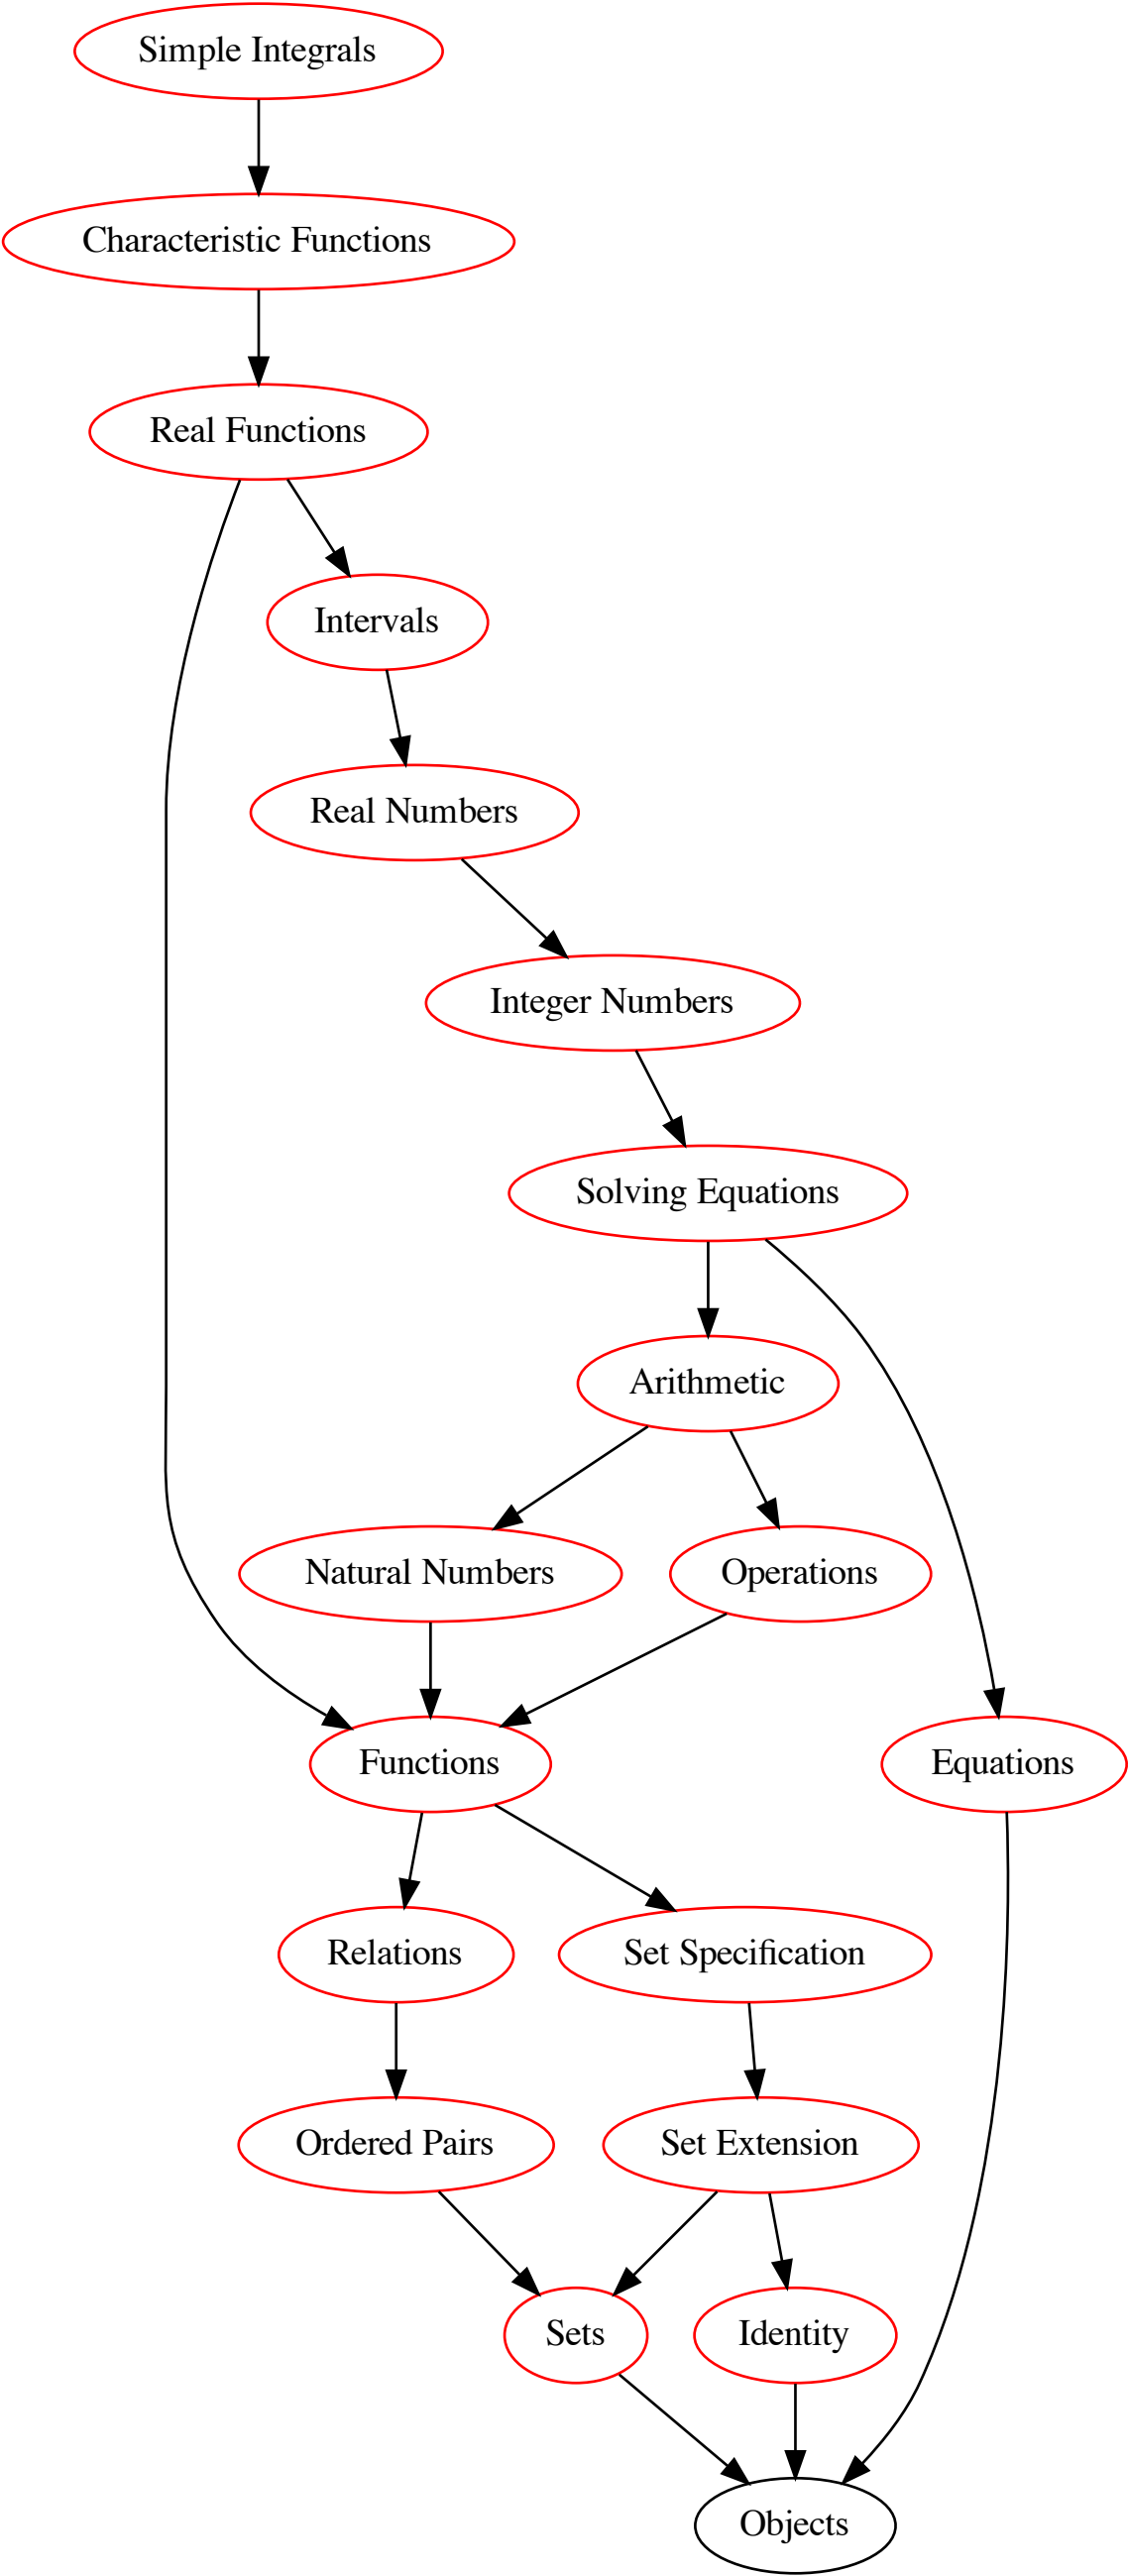 Simple Integrals
Characteristic Functions
Real Functions
Intervals
Real Numbers
Integer Numbers
Solving Equations
Arithmetic
Natural Numbers
Operations
Functions
Equations
Relations
Set Specification
Ordered Pairs
Set Extension
Sets
Identity
Objects